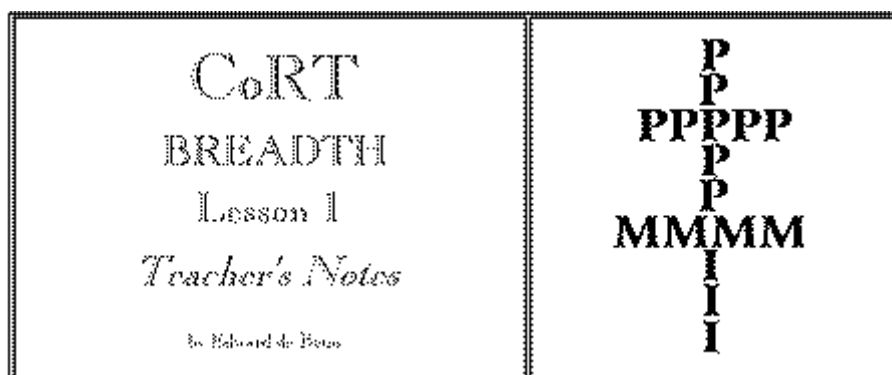 CoRT
BREADTH
Lesson 1
Teacher's Notes
by Edward de Bono
P
P
PPPPP
P
P
MMMM
I
I
I